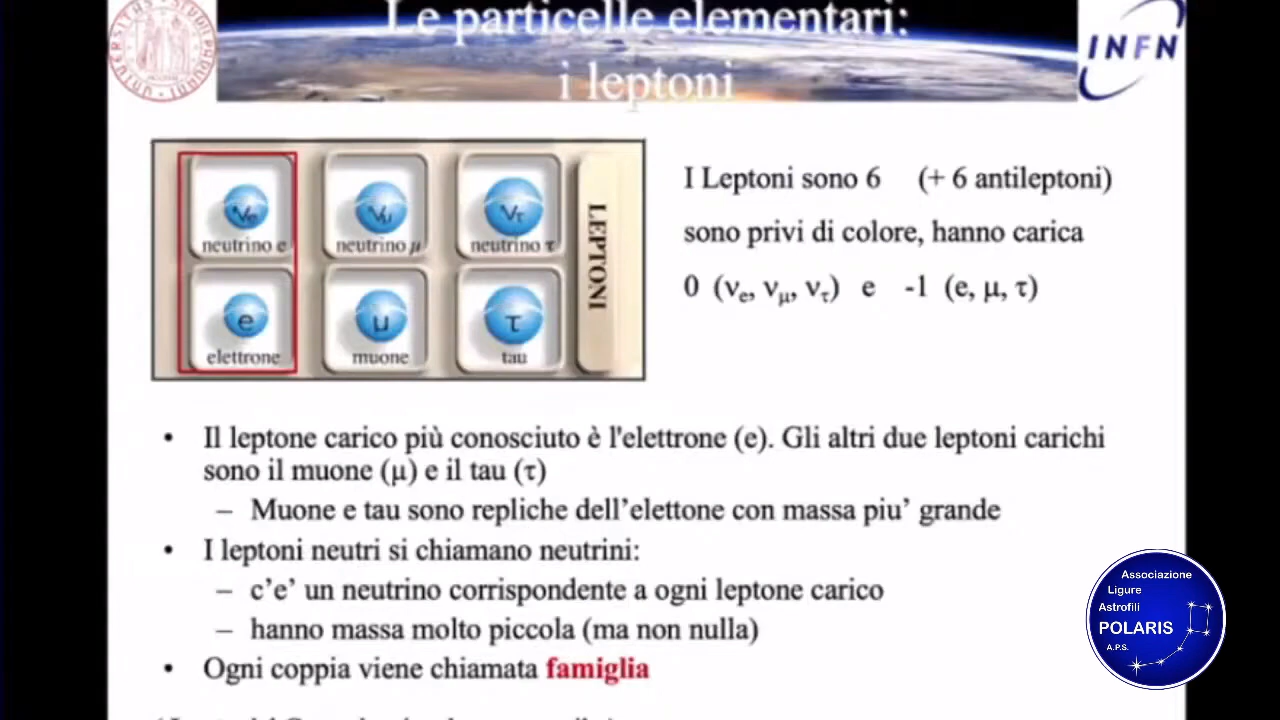 Le particelle elementari:
i leptoni
INFN
νe
νμ
ντ
neutrino e
neutrino μ
neutrino τ
e
μ
τ
elettrone
muone
tau
LEPTONI
I Leptoni sono 6 (+ 6 antileptoni)
sono privi di colore, hanno carica
0 (νe, νμ, ντ) e -1 (e, μ, τ)
• Il leptone carico più conosciuto è l'elettrone (e). Gli altri due leptoni carichi
sono il muone (μ) e il tau (τ)
– Muone e tau sono repliche dell’elettone con massa piu’ grande
• I leptoni neutri si chiamano neutrini:
– c’e’ un neutrino corrispondente a ogni leptone carico
– hanno massa molto piccola (ma non nulla)
• Ogni coppia viene chiamata famiglia
Associazione
Ligure
Astrofili
POLARIS
A.P.S.